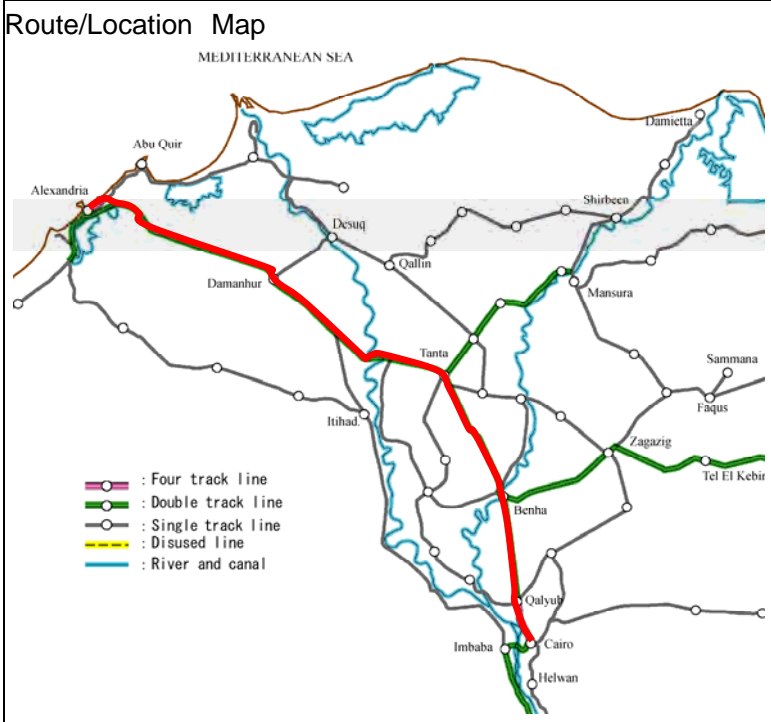 Route/Location Map
MEDITERRANEAN SEA
Damietta
Abu Quir
Alexandria
Shirbeen
Desuq
Qallin
Damanhur
Mansura
Tanta
Sammana
Faqus
Itihad.
Zagazig
: Four track line
Tel El Kebir
: Double track line
Benha
: Single track line
: Disused line
: River and canal
Qalyub
Imbaba
Cairo
Helwan